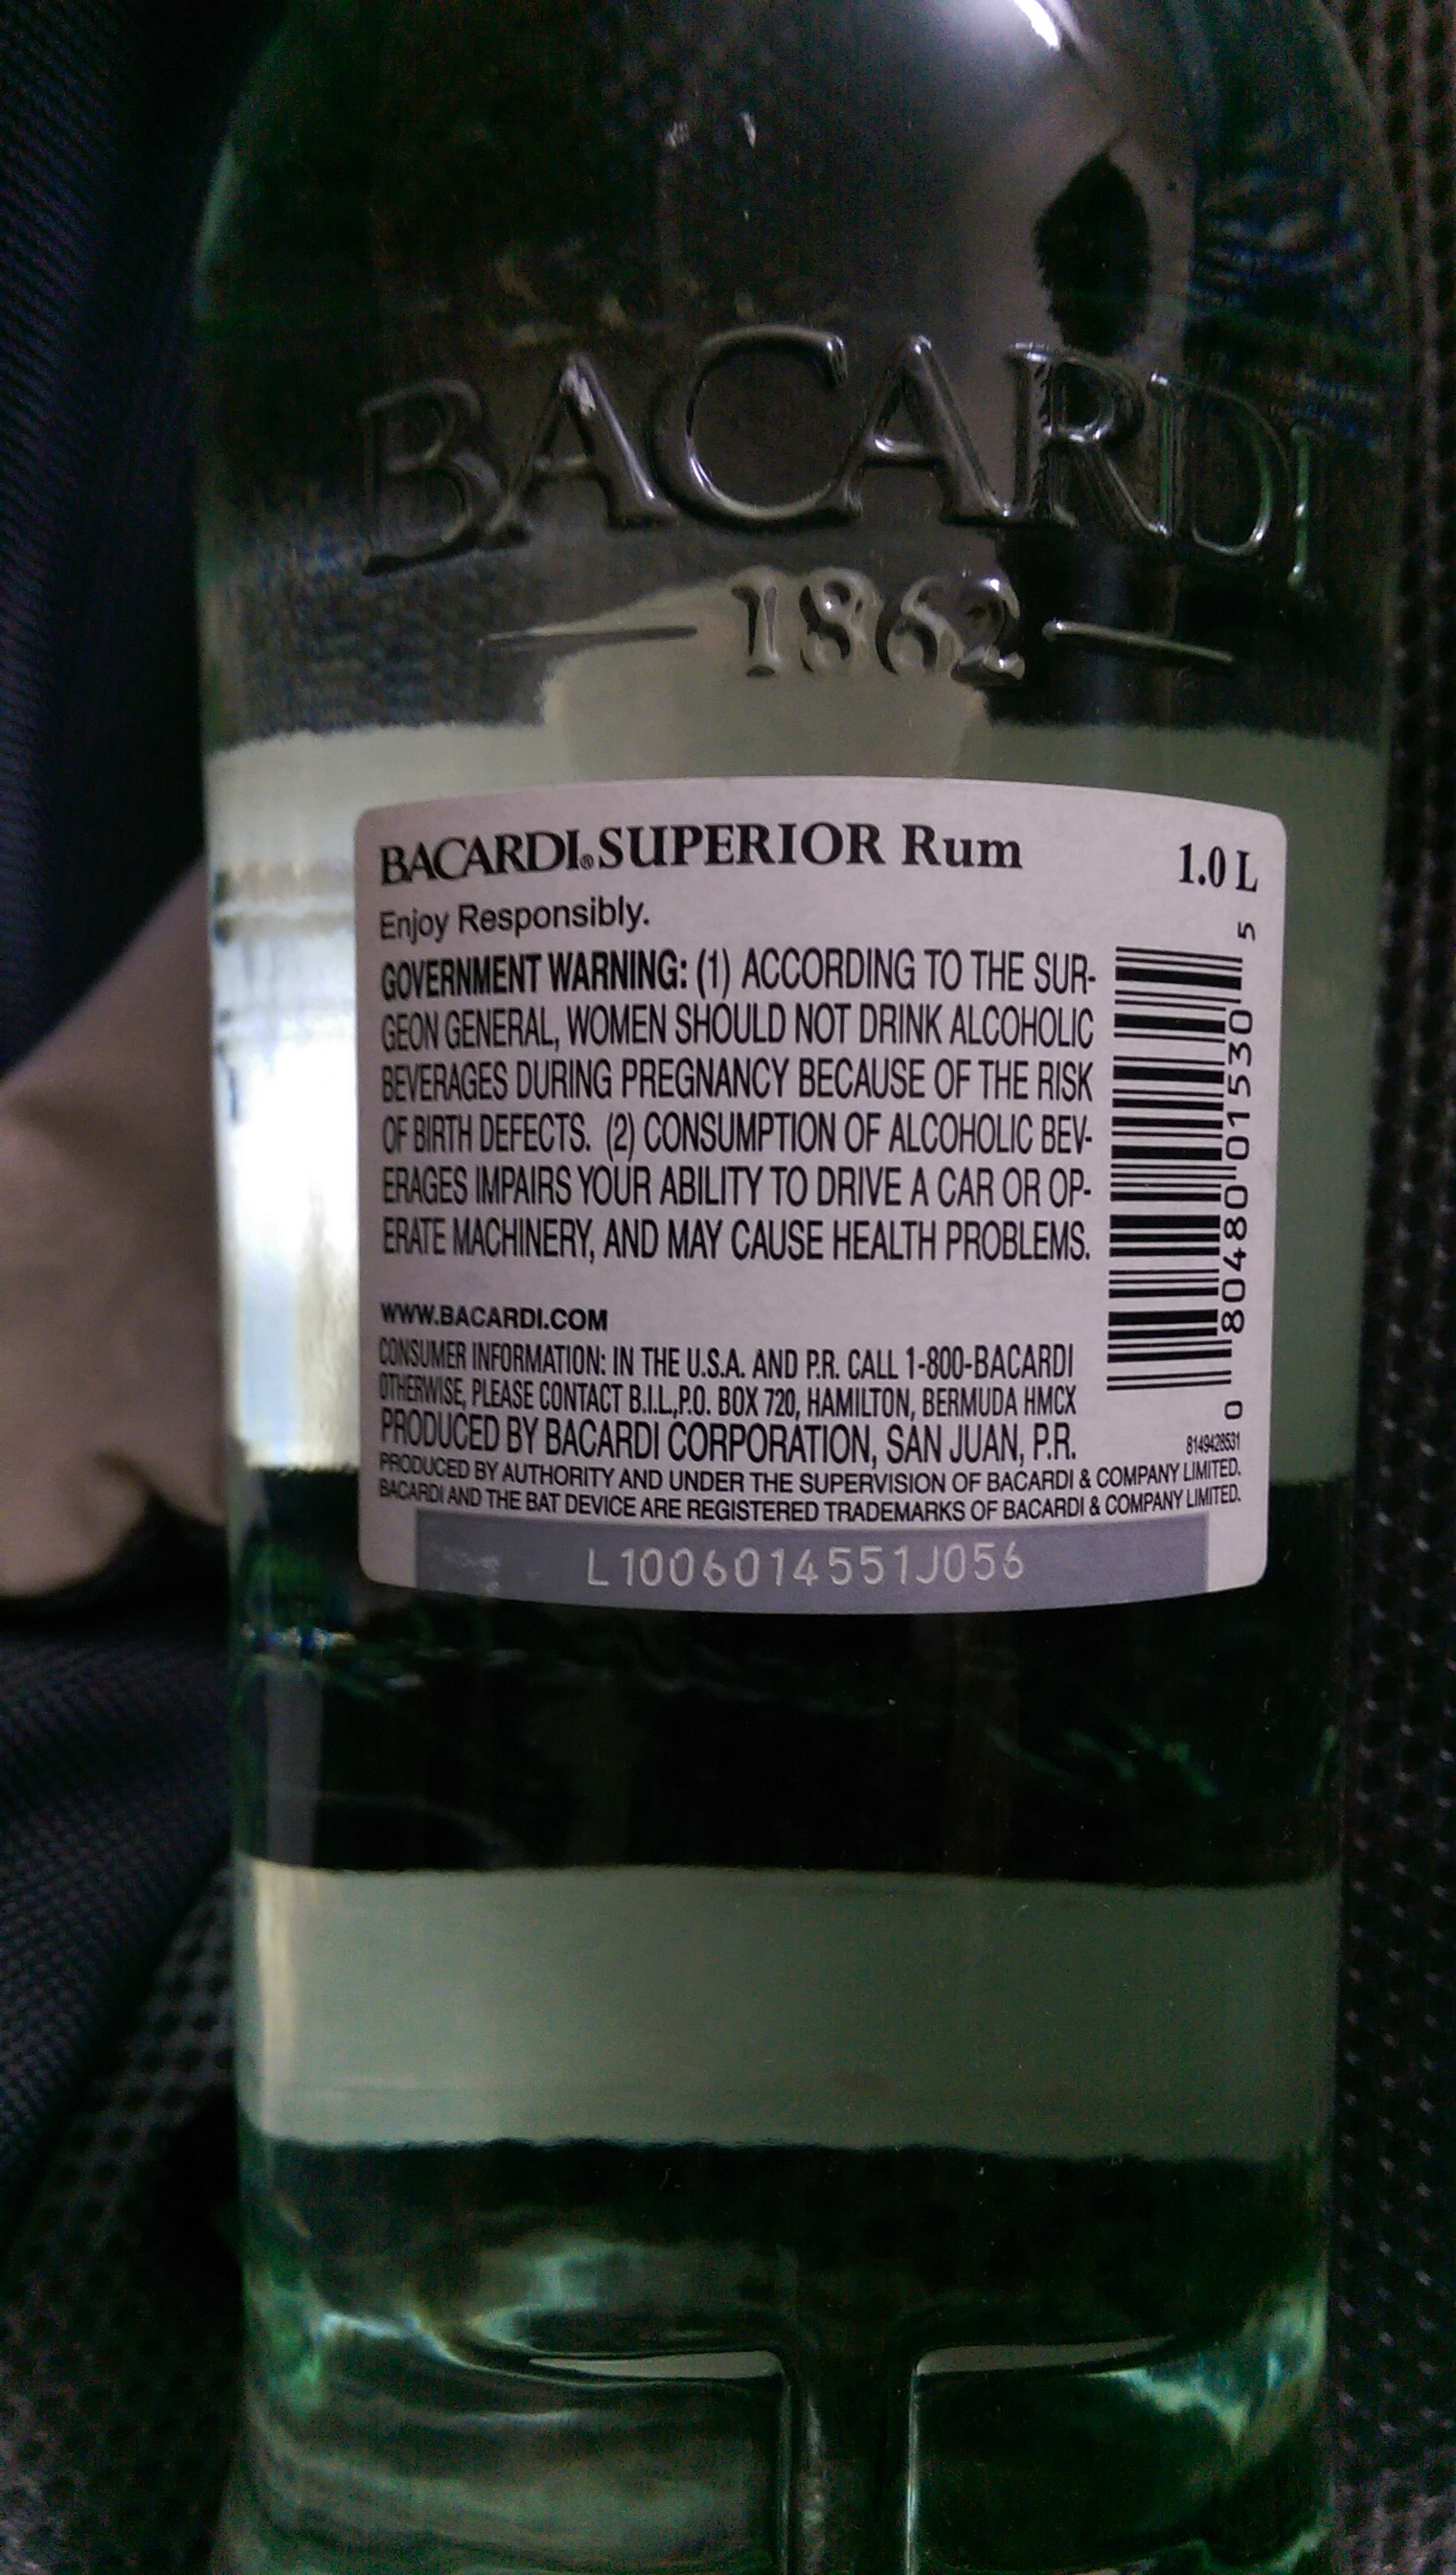 BACARDI
1862
BACARDI® SUPERIOR Rum 1.0 L
Enjoy Responsibly.
GOVERNMENT WARNING: (1) ACCORDING TO THE SUR-
GEON GENERAL, WOMEN SHOULD NOT DRINK ALCOHOLIC
BEVERAGES DURING PREGNANCY BECAUSE OF THE RISK
OF BIRTH DEFECTS. (2) CONSUMPTION OF ALCOHOLIC BEV-
ERAGES IMPAIRS YOUR ABILITY TO DRIVE A CAR OR OP-
ERATE MACHINERY, AND MAY CAUSE HEALTH PROBLEMS.
0 80480 01530 5
WWW.BACARDI.COM
CONSUMER INFORMATION: IN THE U.S.A. AND P.R. CALL 1-800-BACARDI
OTHERWISE, PLEASE CONTACT B.I.L.,P.O. BOX 720, HAMILTON, BERMUDA HMCX
PRODUCED BY BACARDI CORPORATION, SAN JUAN, P.R.
8149428531
PRODUCED BY AUTHORITY AND UNDER THE SUPERVISION OF BACARDI & COMPANY LIMITED.
BACARDI AND THE BAT DEVICE ARE REGISTERED TRADEMARKS OF BACARDI & COMPANY LIMITED.
L1006014551J056